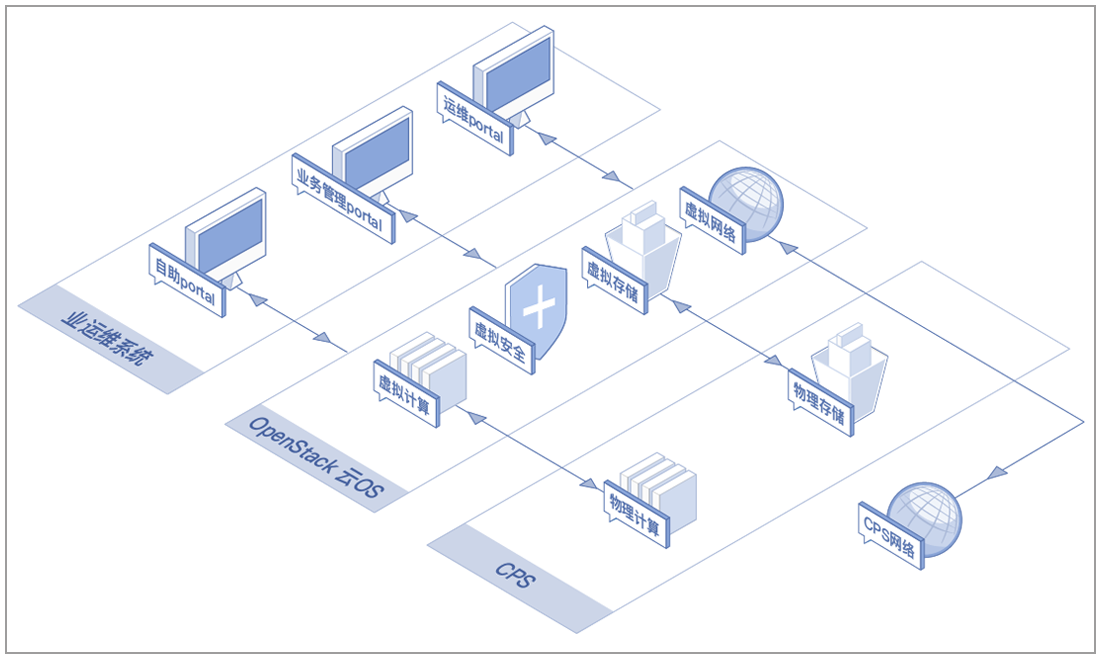 运维portal
业务管理portal
自助portal
业运维系统
虚拟网络
虚拟存储
虚拟安全
虚拟计算
OpenStack 云OS
物理存储
物理计算
CPS网络
CPS